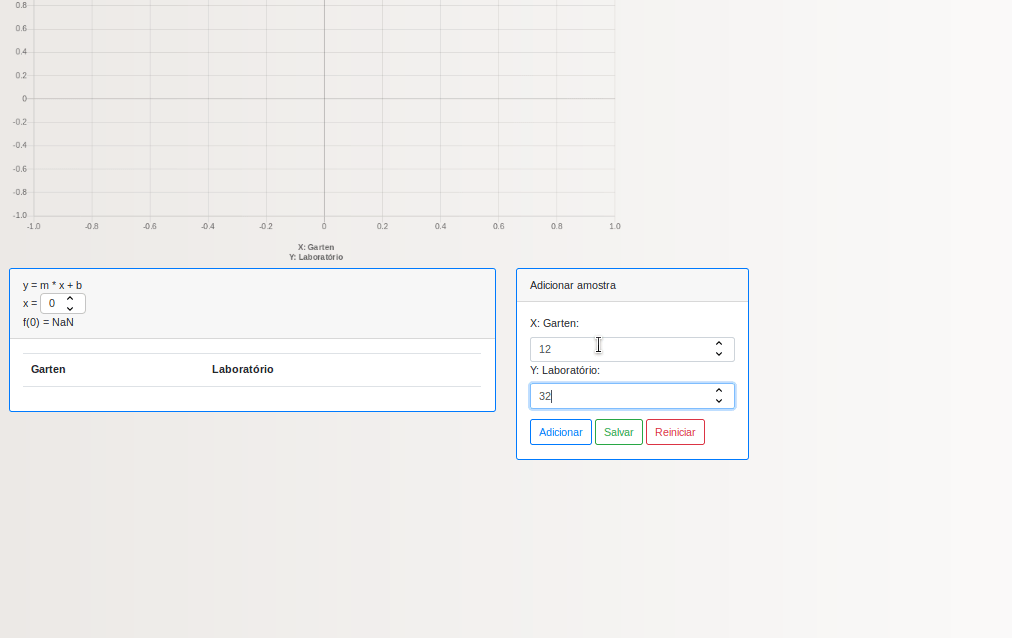 0.8
0.6
0.4
0.2
0
-0.2
-0.4
-0.6
-0.8
-1.0
-1.0 -0.8 -0.6 -0.4 -0.2 0 0.2 0.4 0.6 0.8 1.0
X: Garten
Y: Laboratório
y = m * x + b
x = 0
f(0) = NaN
Garten Laboratório
Adicionar amostra
X: Garten:
12
Y: Laboratório:
32
Adicionar Salvar Reiniciar